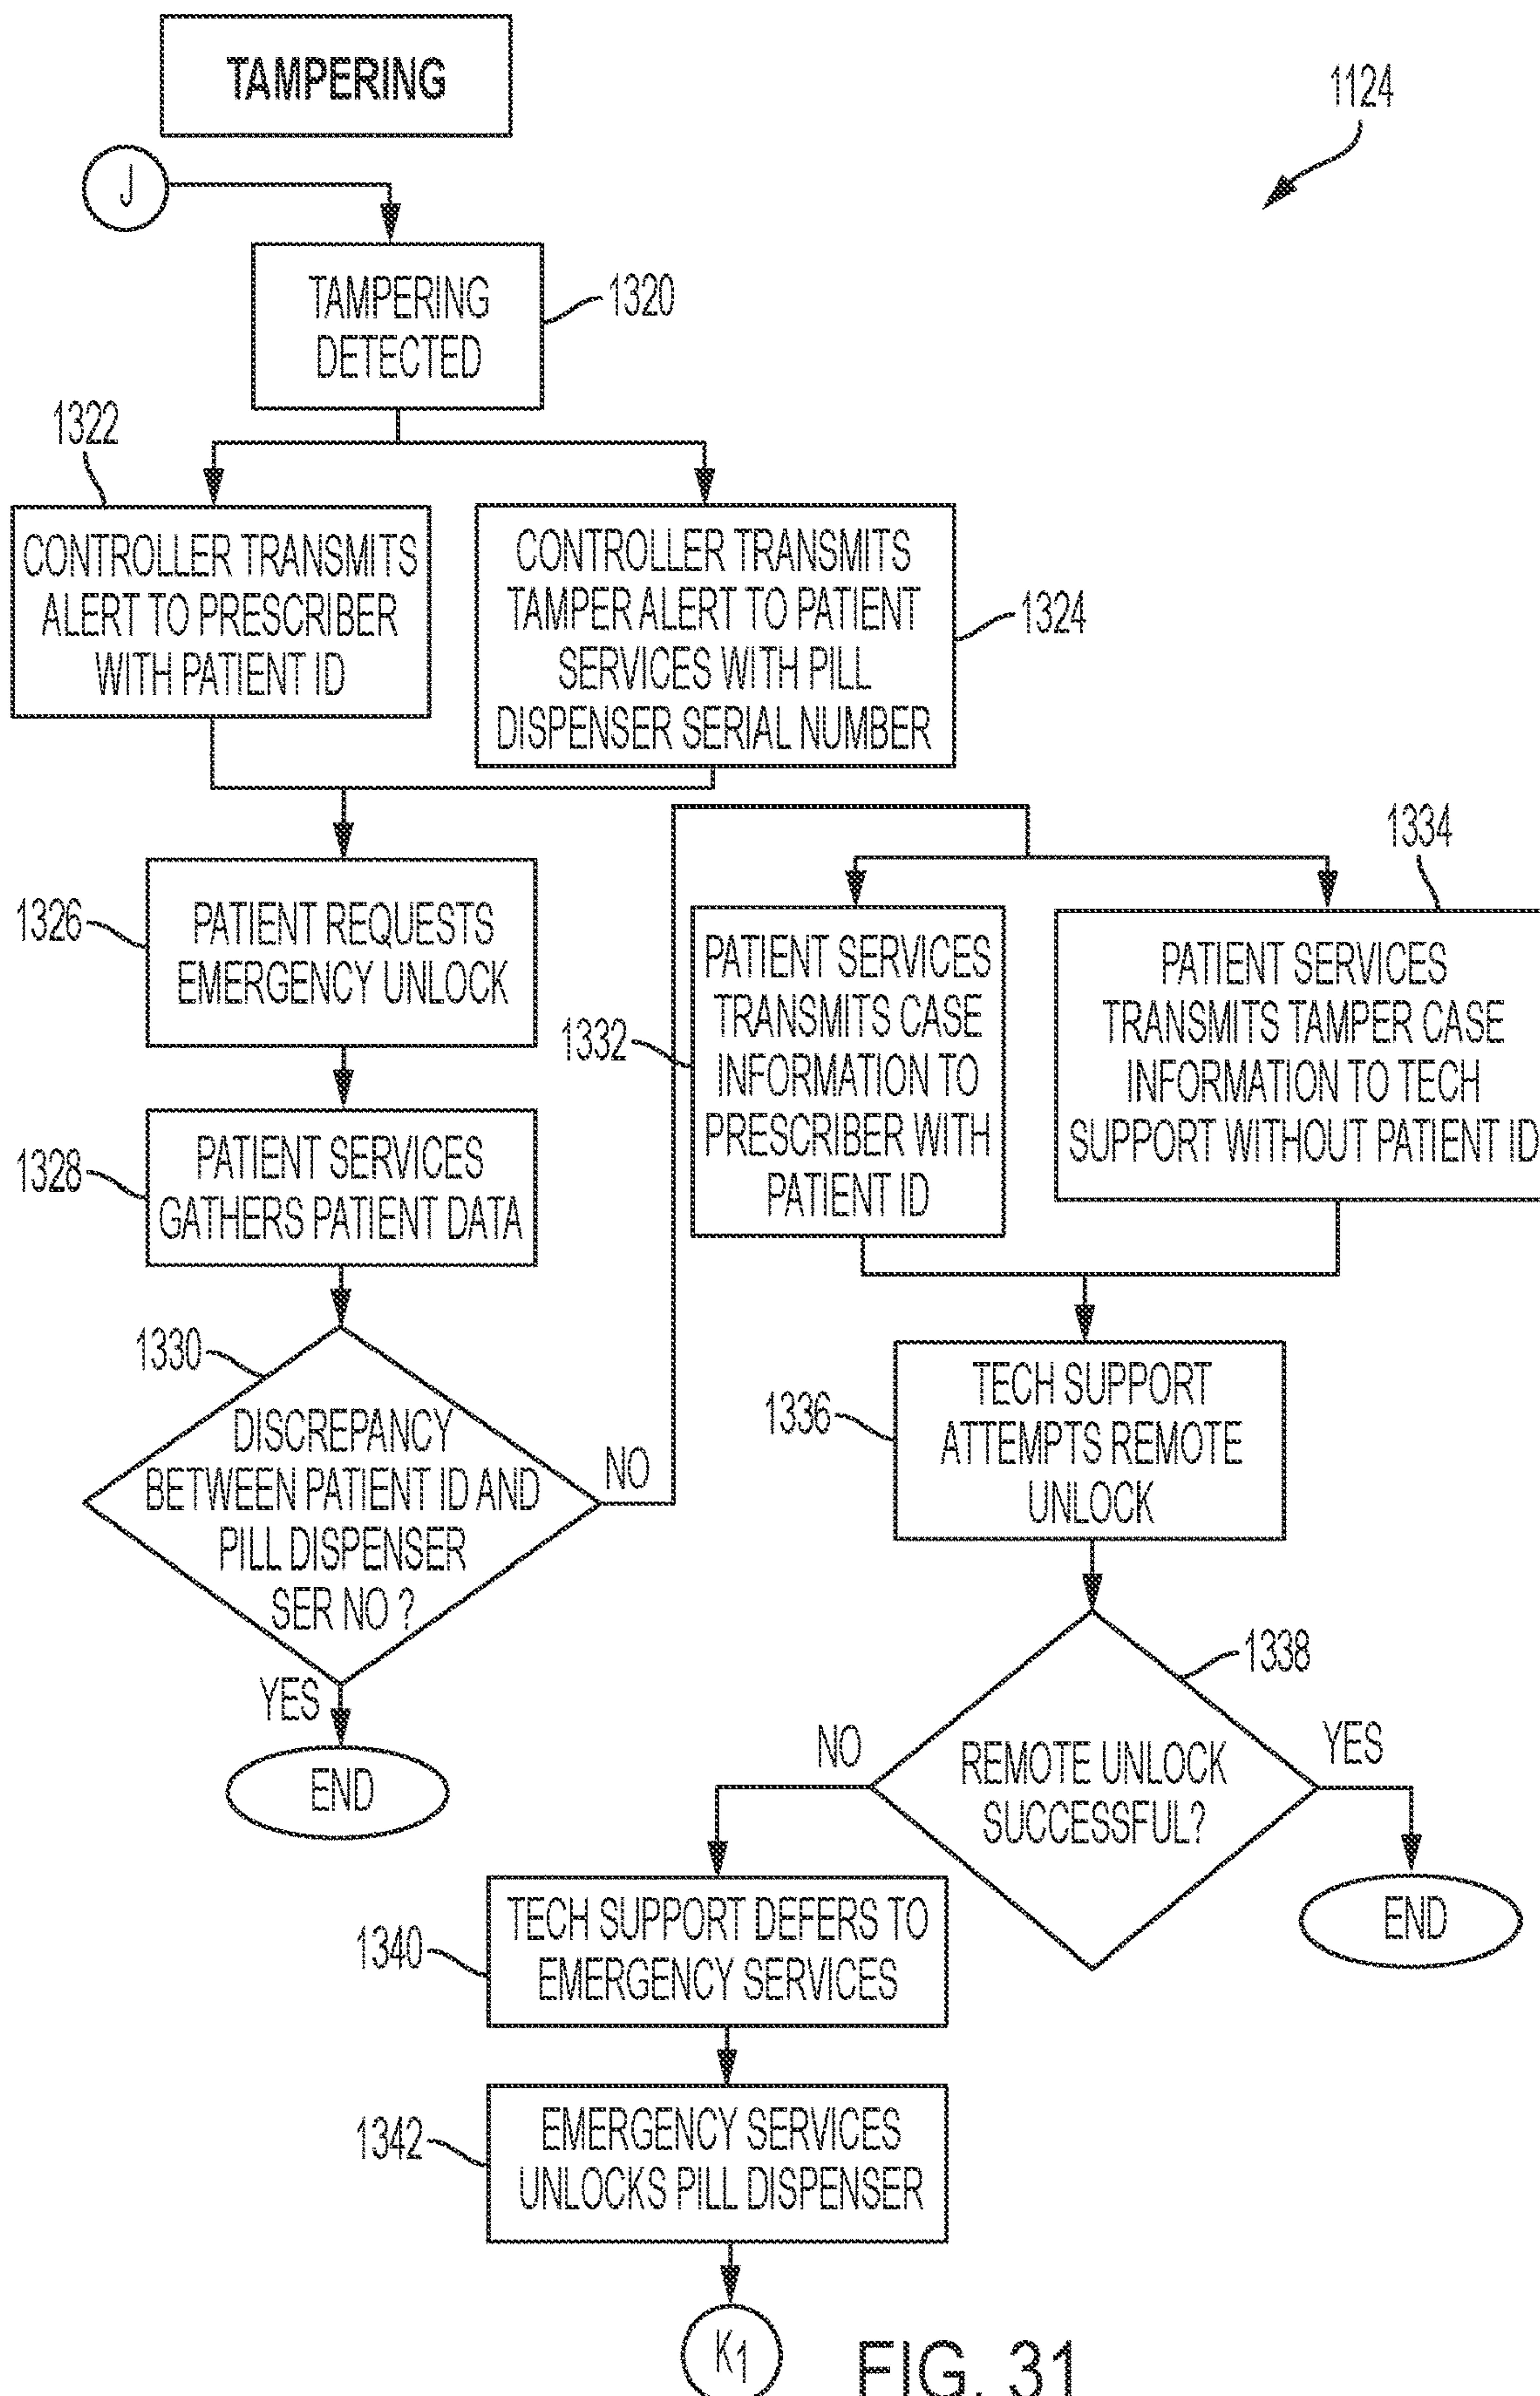 TAMPERING
1124
J
TAMPERING
DETECTED
1320
1322
CONTROLLER TRANSMITS
ALERT TO PRESCRIBER
WITH PATIENT ID
CONTROLLER TRANSMITS
TAMPER ALERT TO PATIENT
SERVICES WITH PILL
DISPENSER SERIAL NUMBER
1324
1326
PATIENT REQUESTS
EMERGENCY UNLOCK
1328
PATIENT SERVICES
GATHERS PATIENT DATA
1330
DISCREPANCY
BETWEEN PATIENT ID AND
PILL DISPENSER
SER NO ?
NO
YES
END
1332
PATIENT SERVICES
TRANSMITS CASE
INFORMATION TO
PRESCRIBER WITH
PATIENT ID
1334
PATIENT SERVICES
TRANSMITS TAMPER CASE
INFORMATION TO TECH
SUPPORT WITHOUT PATIENT ID
1336
TECH SUPPORT
ATTEMPTS REMOTE
UNLOCK
1338
REMOTE UNLOCK
SUCCESSFUL?
NO
YES
END
1340
TECH SUPPORT DEFERS TO
EMERGENCY SERVICES
1342
EMERGENCY SERVICES
UNLOCKS PILL DISPENSER
K1
FIG. 31